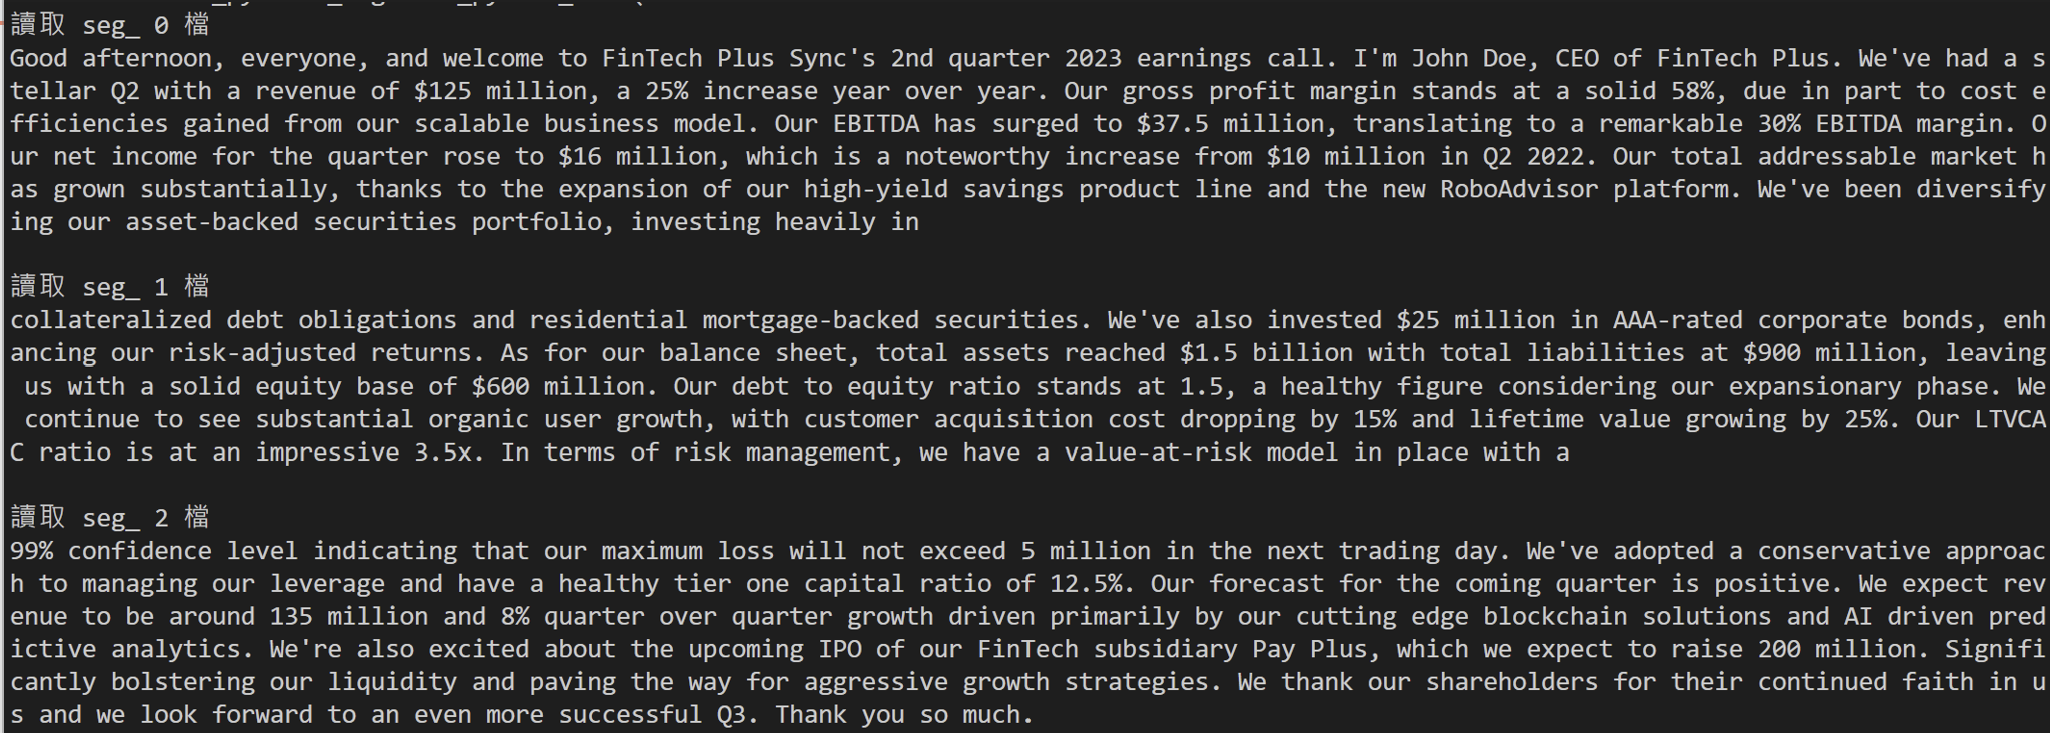 讀取 seg_ 0 檔
Good afternoon, everyone, and welcome to FinTech Plus Sync's 2nd quarter 2023 earnings call. I'm John Doe, CEO of FinTech Plus. We've had a s
tellar Q2 with a revenue of $125 million, a 25% increase year over year. Our gross profit margin stands at a solid 58%, due in part to cost e
fficiencies gained from our scalable business model. Our EBITDA has surged to $37.5 million, translating to a remarkable 30% EBITDA margin. O
ur net income for the quarter rose to $16 million, which is a noteworthy increase from $10 million in Q2 2022. Our total addressable market h
as grown substantially, thanks to the expansion of our high-yield savings product line and the new RoboAdvisor platform. We've been diversify
ing our asset-backed securities portfolio, investing heavily in
讀取 seg_ 1 檔
collateralized debt obligations and residential mortgage-backed securities. We've also invested $25 million in AAA-rated corporate bonds, enh
ancing our risk-adjusted returns. As for our balance sheet, total assets reached $1.5 billion with total liabilities at $900 million, leaving
us with a solid equity base of $600 million. Our debt to equity ratio stands at 1.5, a healthy figure considering our expansionary phase. We
continue to see substantial organic user growth, with customer acquisition cost dropping by 15% and lifetime value growing by 25%. Our LTVCA
C ratio is at an impressive 3.5x. In terms of risk management, we have a value-at-risk model in place with a
讀取 seg_ 2 檔
99% confidence level indicating that our maximum loss will not exceed 5 million in the next trading day. We've adopted a conservative approac
h to managing our leverage and have a healthy tier one capital ratio of 12.5%. Our forecast for the coming quarter is positive. We expect rev
enue to be around 135 million and 8% quarter over quarter growth driven primarily by our cutting edge blockchain solutions and AI driven pred
ictive analytics. We're also excited about the upcoming IPO of our FinTech subsidiary Pay Plus, which we expect to raise 200 million. Signifi
cantly bolstering our liquidity and paving the way for aggressive growth strategies. We thank our shareholders for their continued faith in u
s and we look forward to an even more successful Q3. Thank you so much.